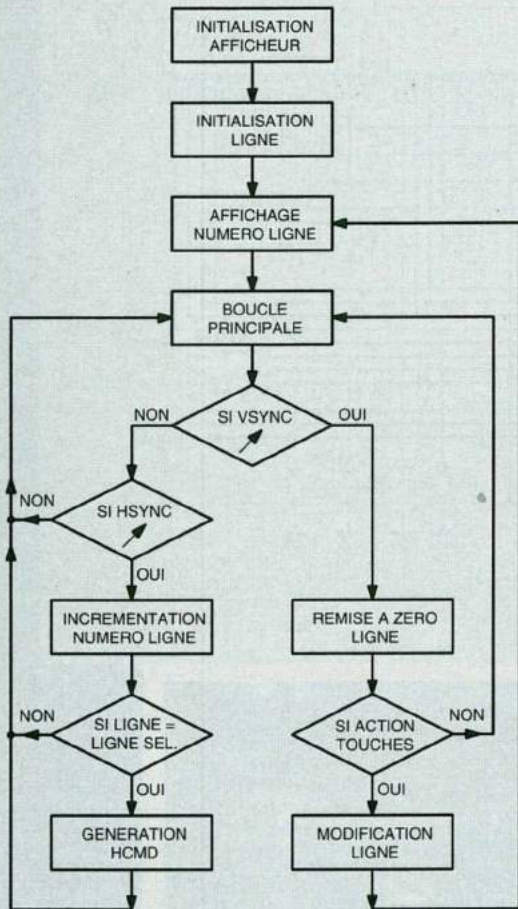 INITIALISATION
AFFICHEUR
INITIALISATION
LIGNE
AFFICHAGE
NUMERO LIGNE
BOUCLE
PRINCIPALE
NON
SI VSYNC
OUI
NON
SI HSYNC
OUI
INCREMENTATION
NUMERO LIGNE
REMISE A ZERO
LIGNE
NON
SI LIGNE =
LIGNE SEL.
SI ACTION
TOUCHES
NON
OUI
OUI
GENERATION
HCMD
MODIFICATION
LIGNE